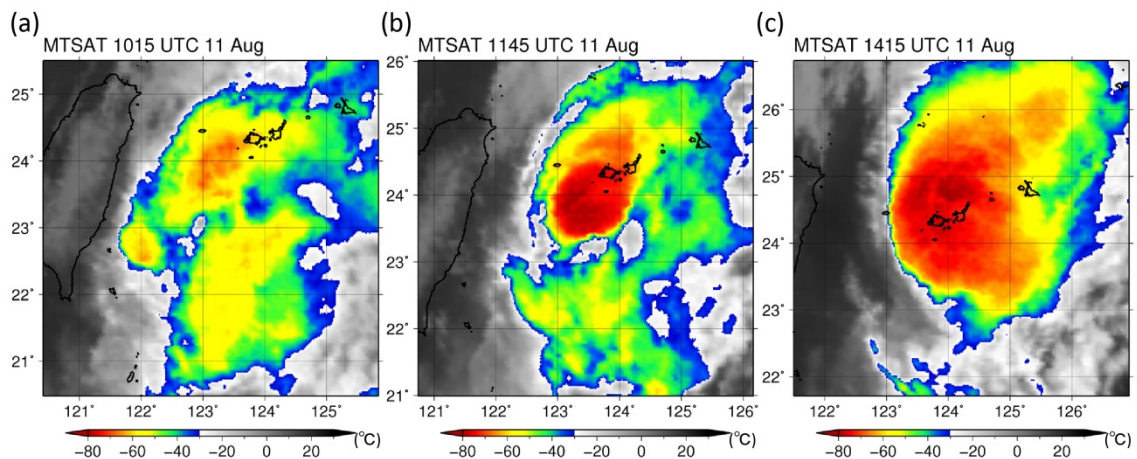 (a)
MTSAT 1015 UTC 11 Aug
25˚
24˚
23˚
22˚
21˚
121˚ 122˚ 123˚ 124˚ 125˚
−80 −60 −40 −20 0 20 (°C)
(b)
MTSAT 1145 UTC 11 Aug
26˚
25˚
24˚
23˚
22˚
21˚
121˚ 122˚ 123˚ 124˚ 125˚ 126˚
−80 −60 −40 −20 0 20 (°C)
(c)
MTSAT 1415 UTC 11 Aug
26˚
25˚
24˚
23˚
22˚
122˚ 123˚ 124˚ 125˚ 126˚
−80 −60 −40 −20 0 20 (°C)